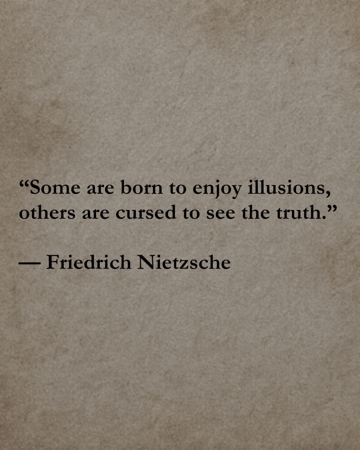 “Some are born to enjoy illusions,
others are cursed to see the truth.”
— Friedrich Nietzsche